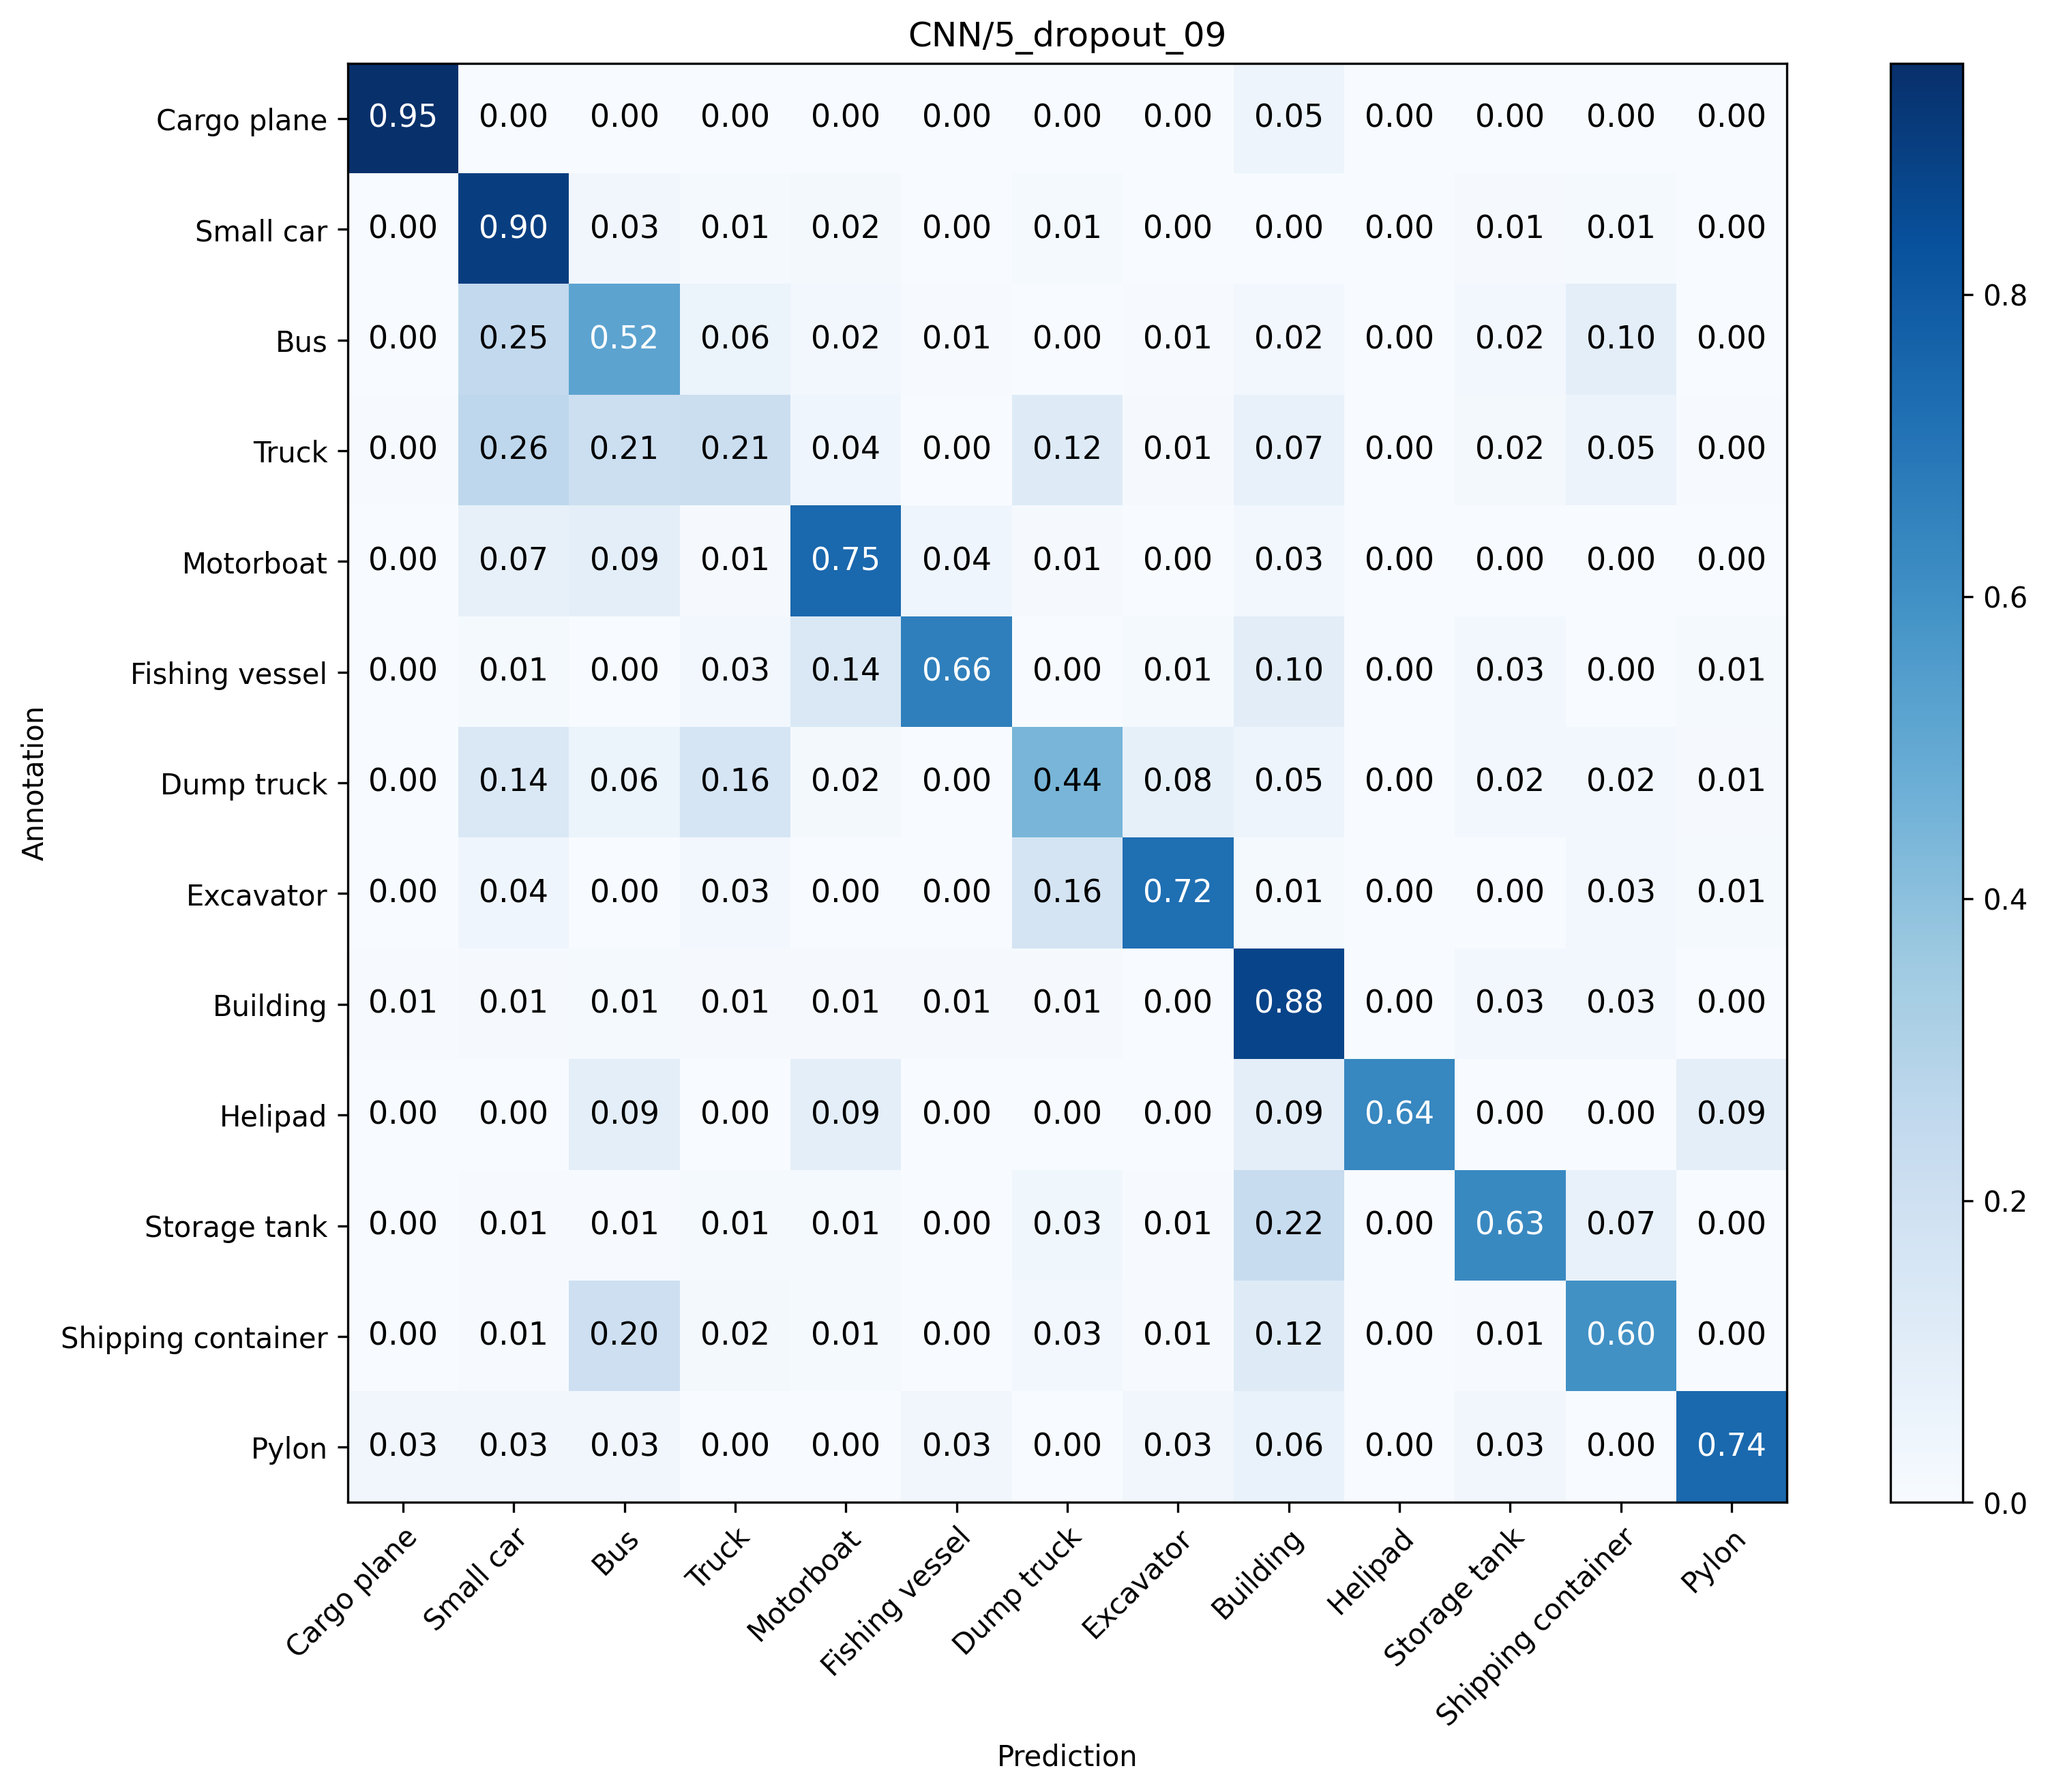 CNN/5_dropout_09
Cargo plane 0.95 0.00 0.00 0.00 0.00 0.00 0.00 0.00 0.05 0.00 0.00 0.00 0.00
Small car 0.00 0.90 0.03 0.01 0.02 0.00 0.01 0.00 0.00 0.00 0.01 0.01 0.00
0.8
Bus 0.00 0.25 0.52 0.06 0.02 0.01 0.00 0.01 0.02 0.00 0.02 0.10 0.00
Truck 0.00 0.26 0.21 0.21 0.04 0.00 0.12 0.01 0.07 0.00 0.02 0.05 0.00
Motorboat 0.00 0.07 0.09 0.01 0.75 0.04 0.01 0.00 0.03 0.00 0.00 0.00 0.00
0.6
Fishing vessel 0.00 0.01 0.00 0.03 0.14 0.66 0.00 0.01 0.10 0.00 0.03 0.00 0.01
Annotation
Dump truck 0.00 0.14 0.06 0.16 0.02 0.00 0.44 0.08 0.05 0.00 0.02 0.02 0.01
Excavator 0.00 0.04 0.00 0.03 0.00 0.00 0.16 0.72 0.01 0.00 0.00 0.03 0.01
0.4
Building 0.01 0.01 0.01 0.01 0.01 0.01 0.01 0.00 0.88 0.00 0.03 0.03 0.00
Helipad 0.00 0.00 0.09 0.00 0.09 0.00 0.00 0.00 0.09 0.64 0.00 0.00 0.09
0.2
Storage tank 0.00 0.01 0.01 0.01 0.01 0.00 0.03 0.01 0.22 0.00 0.63 0.07 0.00
Shipping container 0.00 0.01 0.20 0.02 0.01 0.00 0.03 0.01 0.12 0.00 0.01 0.60 0.00
Pylon 0.03 0.03 0.03 0.00 0.00 0.03 0.00 0.03 0.06 0.00 0.03 0.00 0.74
0.0
Cargo plane
Small car
Bus
Truck
Motorboat
Fishing vessel
Dump truck
Excavator
Building
Helipad
Storage tank
Shipping container
Pylon
Prediction